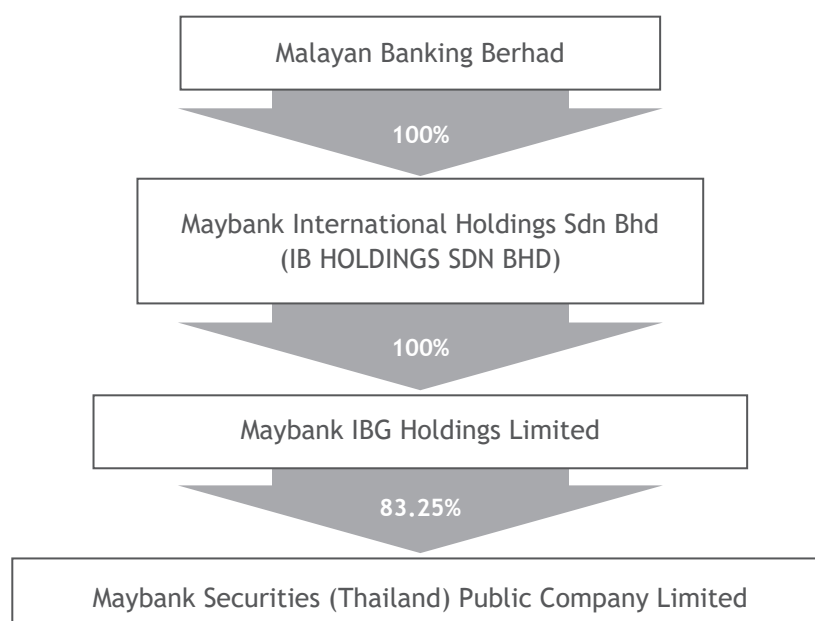 Malayan Banking Berhad
100%
Maybank International Holdings Sdn Bhd
(IB HOLDINGS SDN BHD)
100%
Maybank IBG Holdings Limited
83.25%
Maybank Securities (Thailand) Public Company Limited